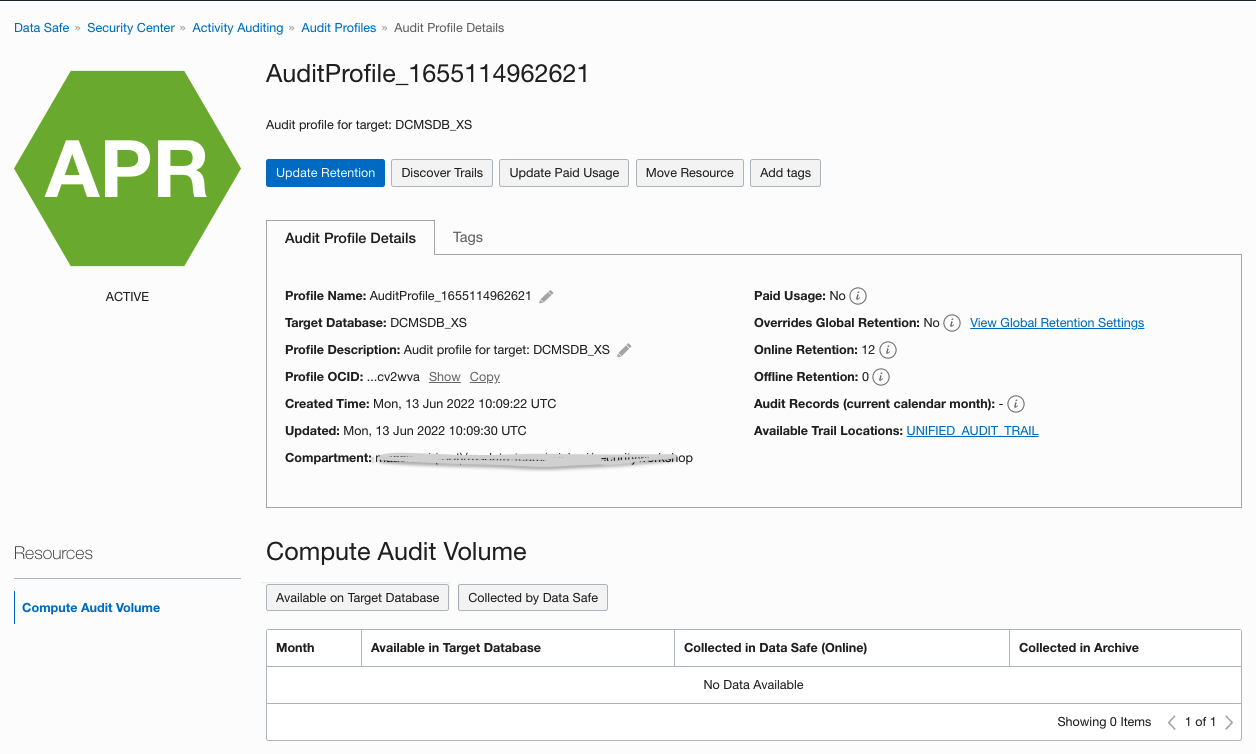 Data Safe » Security Center » Activity Auditing » Audit Profiles » Audit Profile Details
APR
ACTIVE
AuditProfile_1655114962621
Audit profile for target: DCMSDB_XS
Update Retention Discover Trails Update Paid Usage Move Resource Add tags
Audit Profile Details Tags
Profile Name: AuditProfile_1655114962621
Target Database: DCMSDB_XS
Profile Description: Audit profile for target: DCMSDB_XS
Profile OCID: ...cv2wva Show Copy
Created Time: Mon, 13 Jun 2022 10:09:22 UTC
Updated: Mon, 13 Jun 2022 10:09:30 UTC
Compartment:
Paid Usage: No i
Overrides Global Retention: No i View Global Retention Settings
Online Retention: 12 i
Offline Retention: 0 i
Audit Records (current calendar month): - i
Available Trail Locations: UNIFIED_AUDIT_TRAIL
Resources
Compute Audit Volume
Compute Audit Volume
Available on Target Database Collected by Data Safe
Month Available in Target Database Collected in Data Safe (Online) Collected in Archive
No Data Available
Showing 0 Items < 1 of 1 >